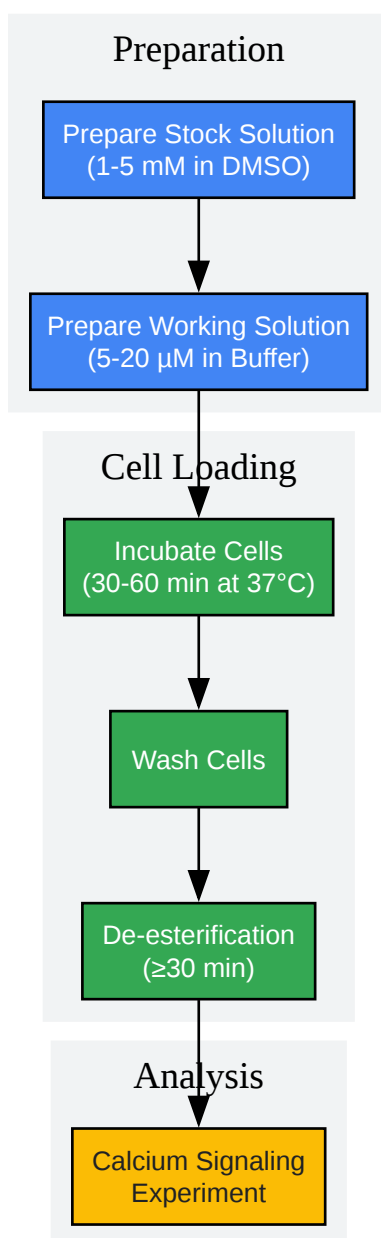 Preparation
Prepare Stock Solution
(1-5 mM in DMSO)
Prepare Working Solution
(5-20 µM in Buffer)
Cell Loading
Incubate Cells
(30-60 min at 37°C)
Wash Cells
De-esterification
(≥30 min)
Analysis
Calcium Signaling
Experiment